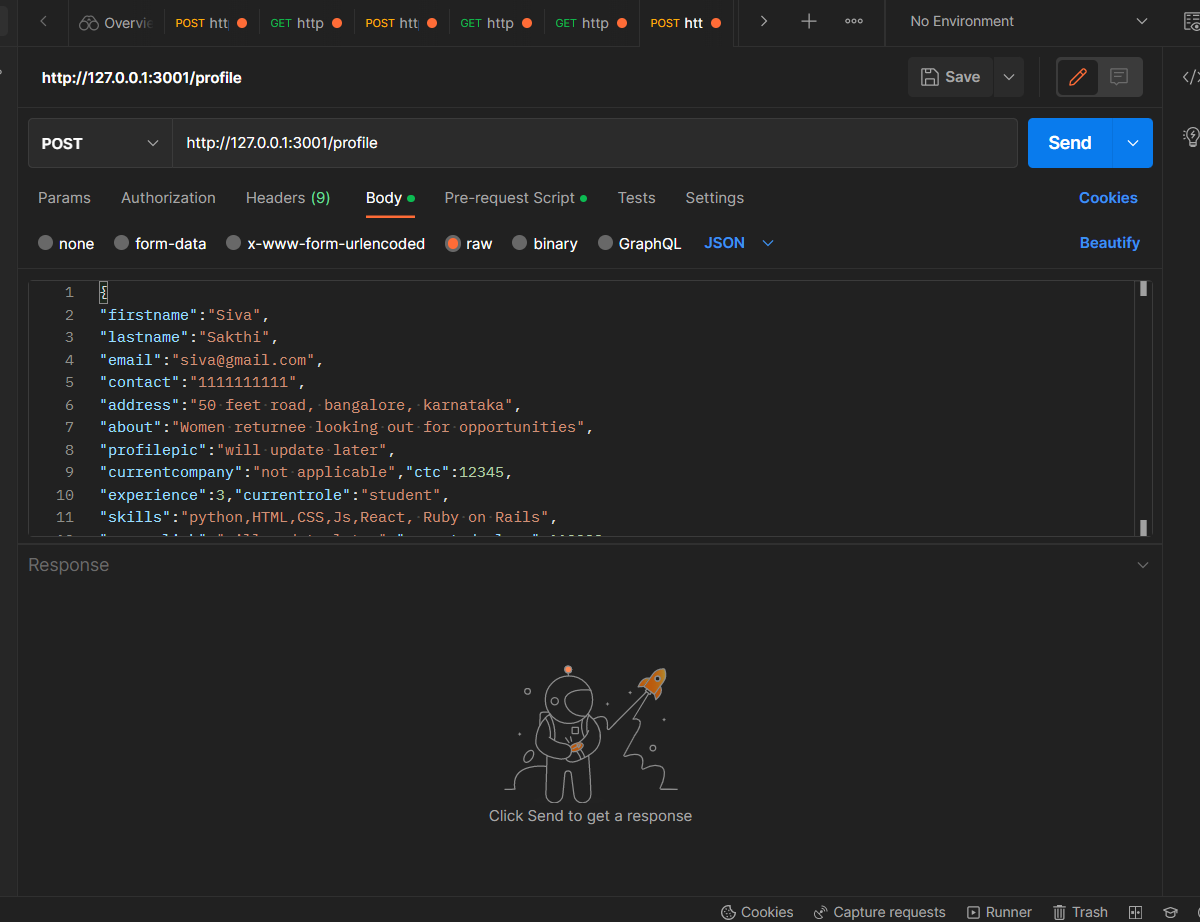 Overvie
POST htt
GET http
POST htt
GET http
GET http
POST htt
No Environment
http://127.0.0.1:3001/profile
Save
POST
http://127.0.0.1:3001/profile
Send
Params Authorization Headers (9) Body Pre-request Script Tests Settings Cookies
none form-data x-www-form-urlencoded raw binary GraphQL JSON Beautify
1 {
2 "firstname":"Siva",
3 "lastname":"Sakthi",
4 "email":"siva@gmail.com",
5 "contact":"1111111111",
6 "address":"50 feet road, bangalore, karnataka",
7 "about":"Women returnee looking out for opportunities",
8 "profilepic":"will update later",
9 "currentcompany":"not applicable","ctc":12345,
10 "experience":3,"currentrole":"student",
11 "skills":"python,HTML,CSS,Js,React, Ruby on Rails",
Response
Click Send to get a response
Cookies Capture requests Runner Trash